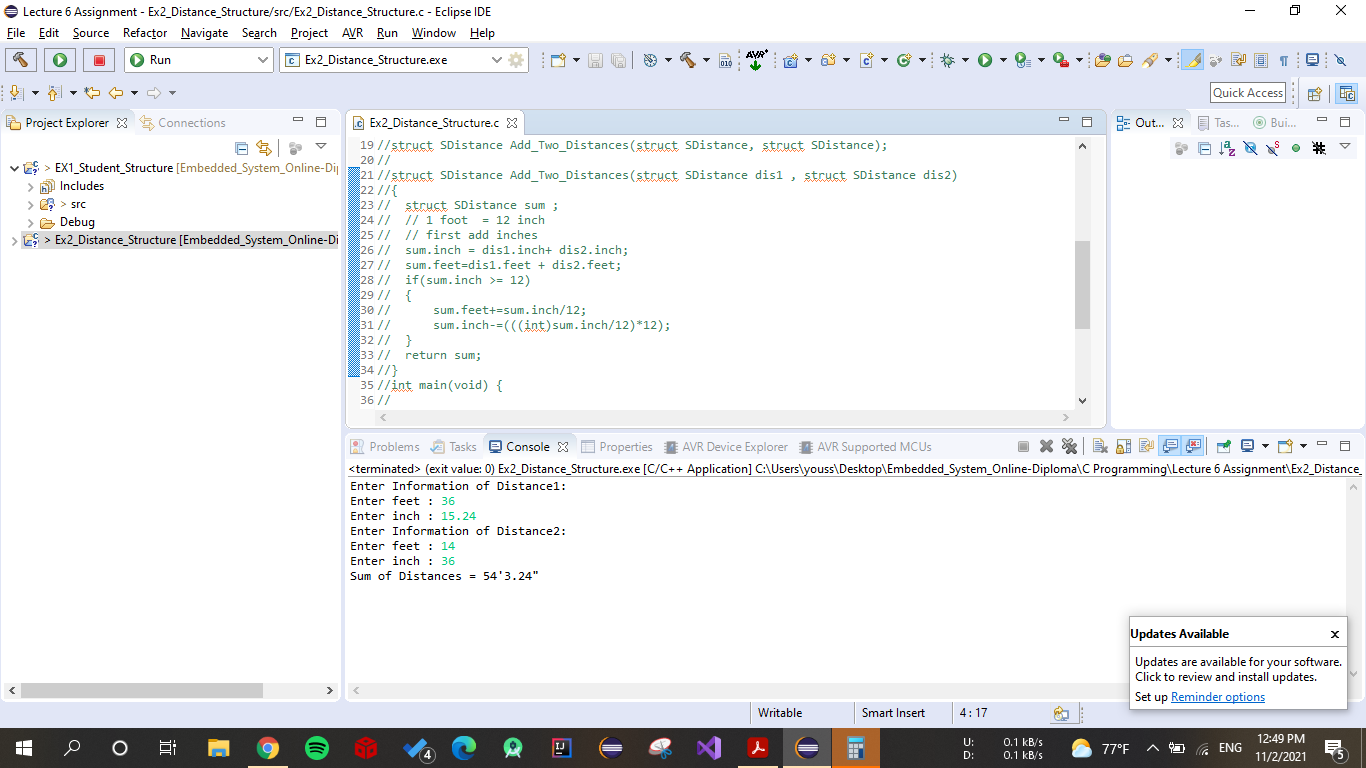 Lecture 6 Assignment - Ex2_Distance_Structure/src/Ex2_Distance_Structure.c - Eclipse IDE
File Edit Source Refactor Navigate Search Project AVR Run Window Help
Run
Ex2_Distance_Structure.exe
010
AVR
Quick Access
Project Explorer
Connections
> EX1_Student_Structure [Embedded_System_Online-Di
Includes
> src
Debug
> Ex2_Distance_Structure [Embedded_System_Online-Di
Ex2_Distance_Structure.c
19 //struct SDistance Add_Two_Distances(struct SDistance, struct SDistance);
20 //
21 //struct SDistance Add_Two_Distances(struct SDistance dis1 , struct SDistance dis2)
22 //{
23 //  struct SDistance sum ;
24 //  // 1 foot  = 12 inch
25 //  // first add inches
26 //  sum.inch = dis1.inch+ dis2.inch;
27 //  sum.feet=dis1.feet + dis2.feet;
28 //  if(sum.inch >= 12)
29 //  {
30 //      sum.feet+=sum.inch/12;
31 //      sum.inch-=(((int)sum.inch/12)*12);
32 //  }
33 //  return sum;
34 //}
35 //int main(void) {
36 //
Out...
Tas...
Bui...
Problems
Tasks
Console
Properties
AVR Device Explorer
AVR Supported MCUs
<terminated> (exit value: 0) Ex2_Distance_Structure.exe [C/C++ Application] C:\Users\youss\Desktop\Embedded_System_Online-Diploma\C Programming\Lecture 6 Assignment\Ex2_Distance_
Enter Information of Distance1:
Enter feet : 36
Enter inch : 15.24
Enter Information of Distance2:
Enter feet : 14
Enter inch : 36
Sum of Distances = 54'3.24"
Updates Available
Updates are available for your software.
Click to review and install updates.
Set up Reminder options
Writable
Smart Insert
4 : 17
4
U: 0.1 kB/s
D: 0.1 kB/s
77°F
ENG
12:49 PM
11/2/2021
5